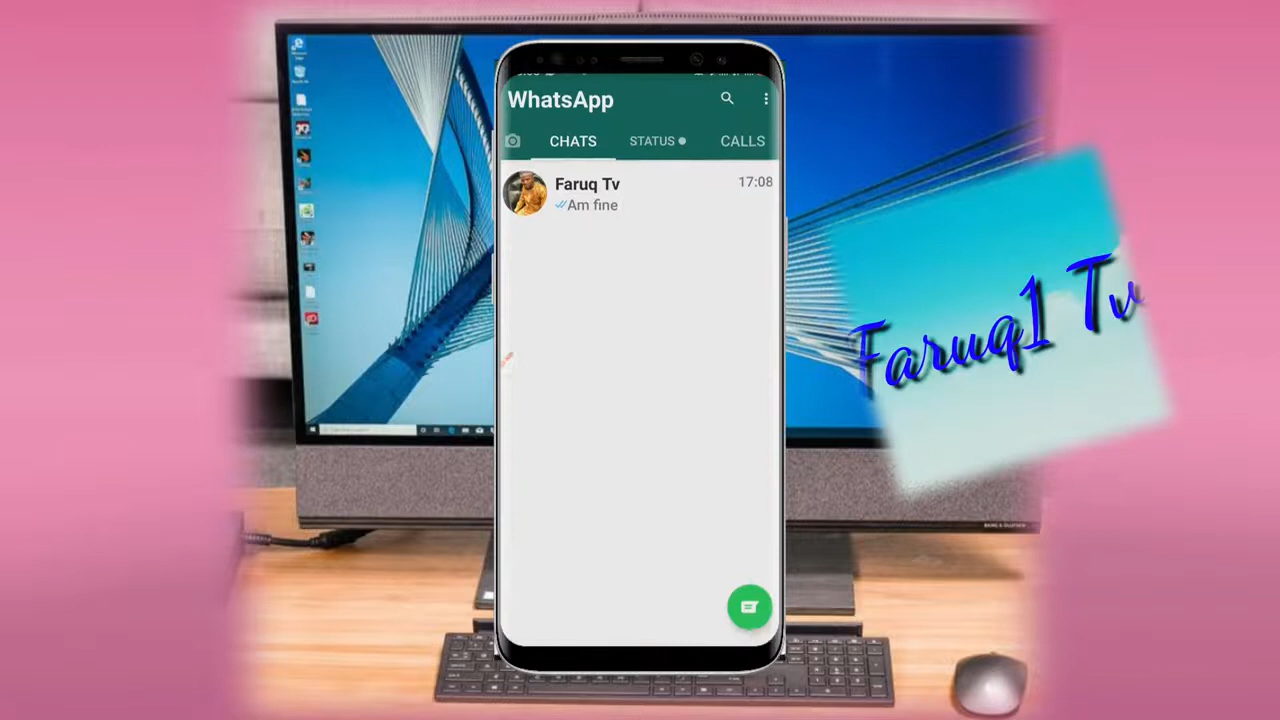 WhatsApp
CHATS STATUS CALLS
Faruq Tv 17:08
Am fine
Faruq1 Tv